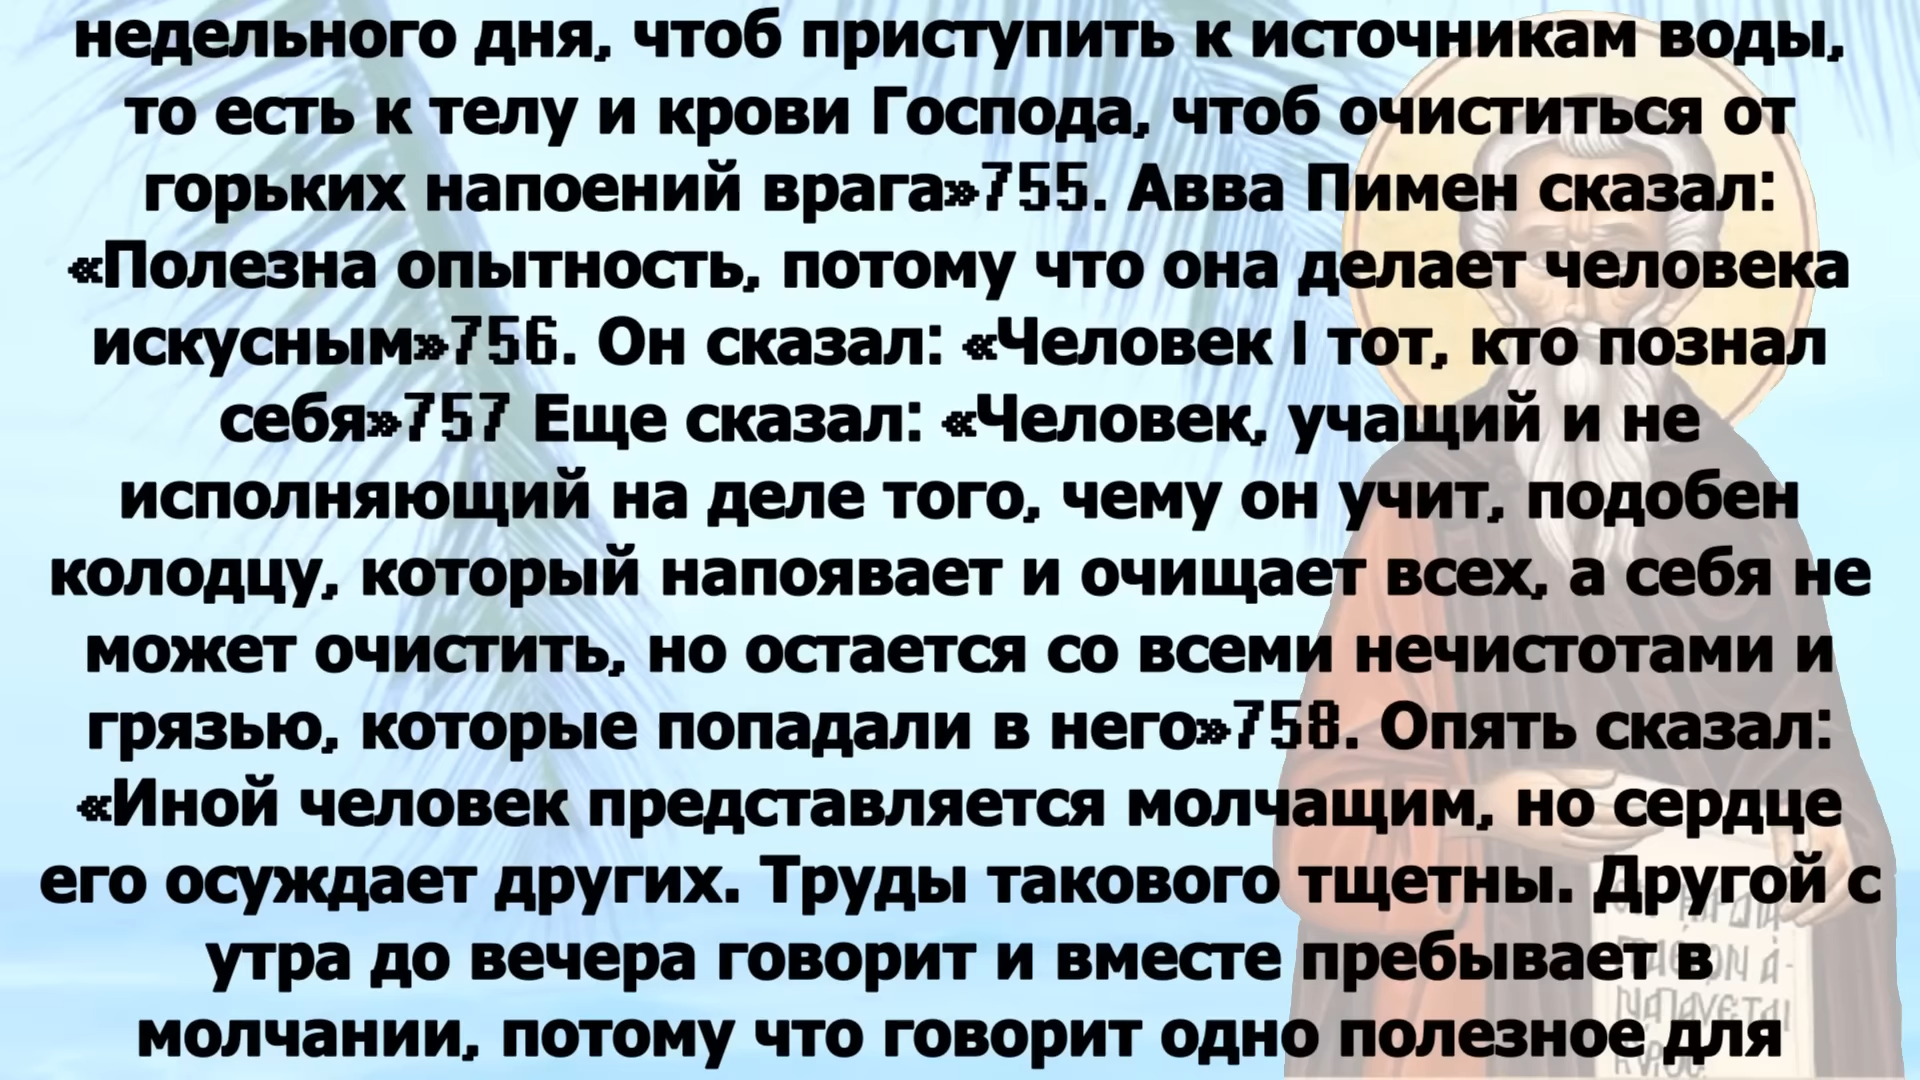 недельного дня, чтоб приступить к источникам воды,
то есть к телу и крови Господа, чтоб очиститься от
горьких напоений врага»755. Авва Пимен сказал:
«Полезна опытность, потому что она делает человека
искусным»756. Он сказал: «Человек | тот, кто познал
себя»757 Еще сказал: «Человек, учащий и не
исполняющий на деле того, чему он учит, подобен
колодцу, который напоявает и очищает всех, а себя не
может очистить, но остается со всеми нечистотами и
грязью, которые попадали в него»758. Опять сказал:
«Иной человек представляется молчащим, но сердце
его осуждает других. Труды такового тщетны. Другой с
утра до вечера говорит и вместе пребывает в
молчании, потому что говорит одно полезное для